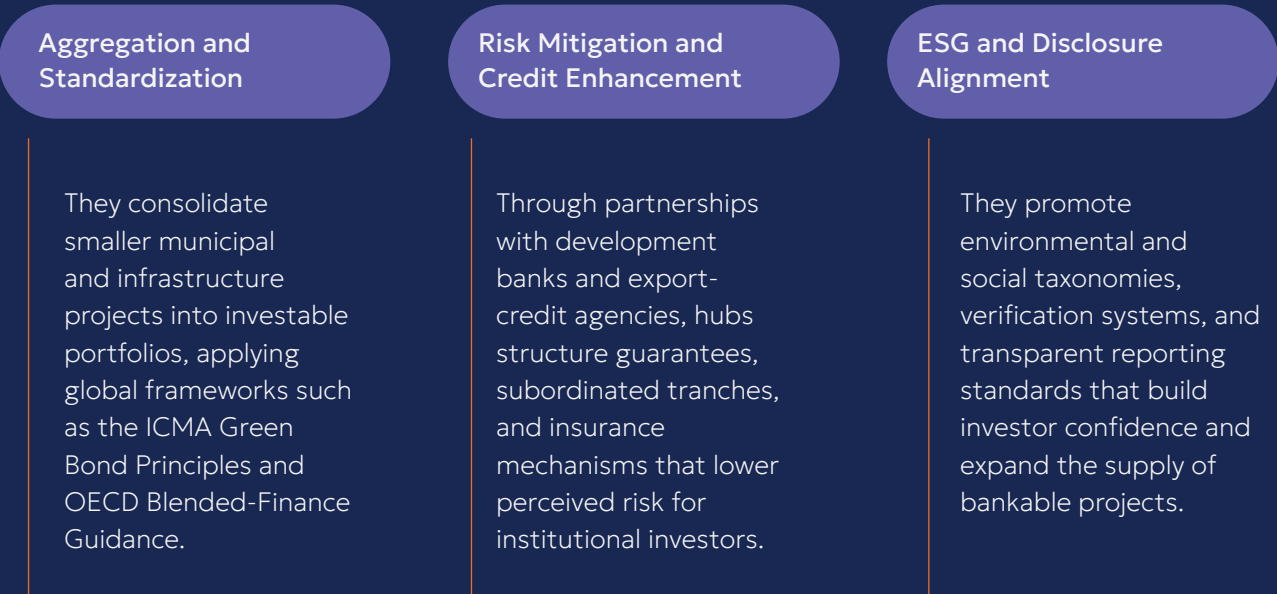 Aggregation and
Standardization
They consolidate
smaller municipal
and infrastructure
projects into investable
portfolios, applying
global frameworks such
as the ICMA Green
Bond Principles and
OECD Blended-Finance
Guidance.
Risk Mitigation and
Credit Enhancement
Through partnerships
with development
banks and export-
credit agencies, hubs
structure guarantees,
subordinated tranches,
and insurance
mechanisms that lower
perceived risk for
institutional investors.
ESG and Disclosure
Alignment
They promote
environmental and
social taxonomies,
verification systems, and
transparent reporting
standards that build
investor confidence and
expand the supply of
bankable projects.